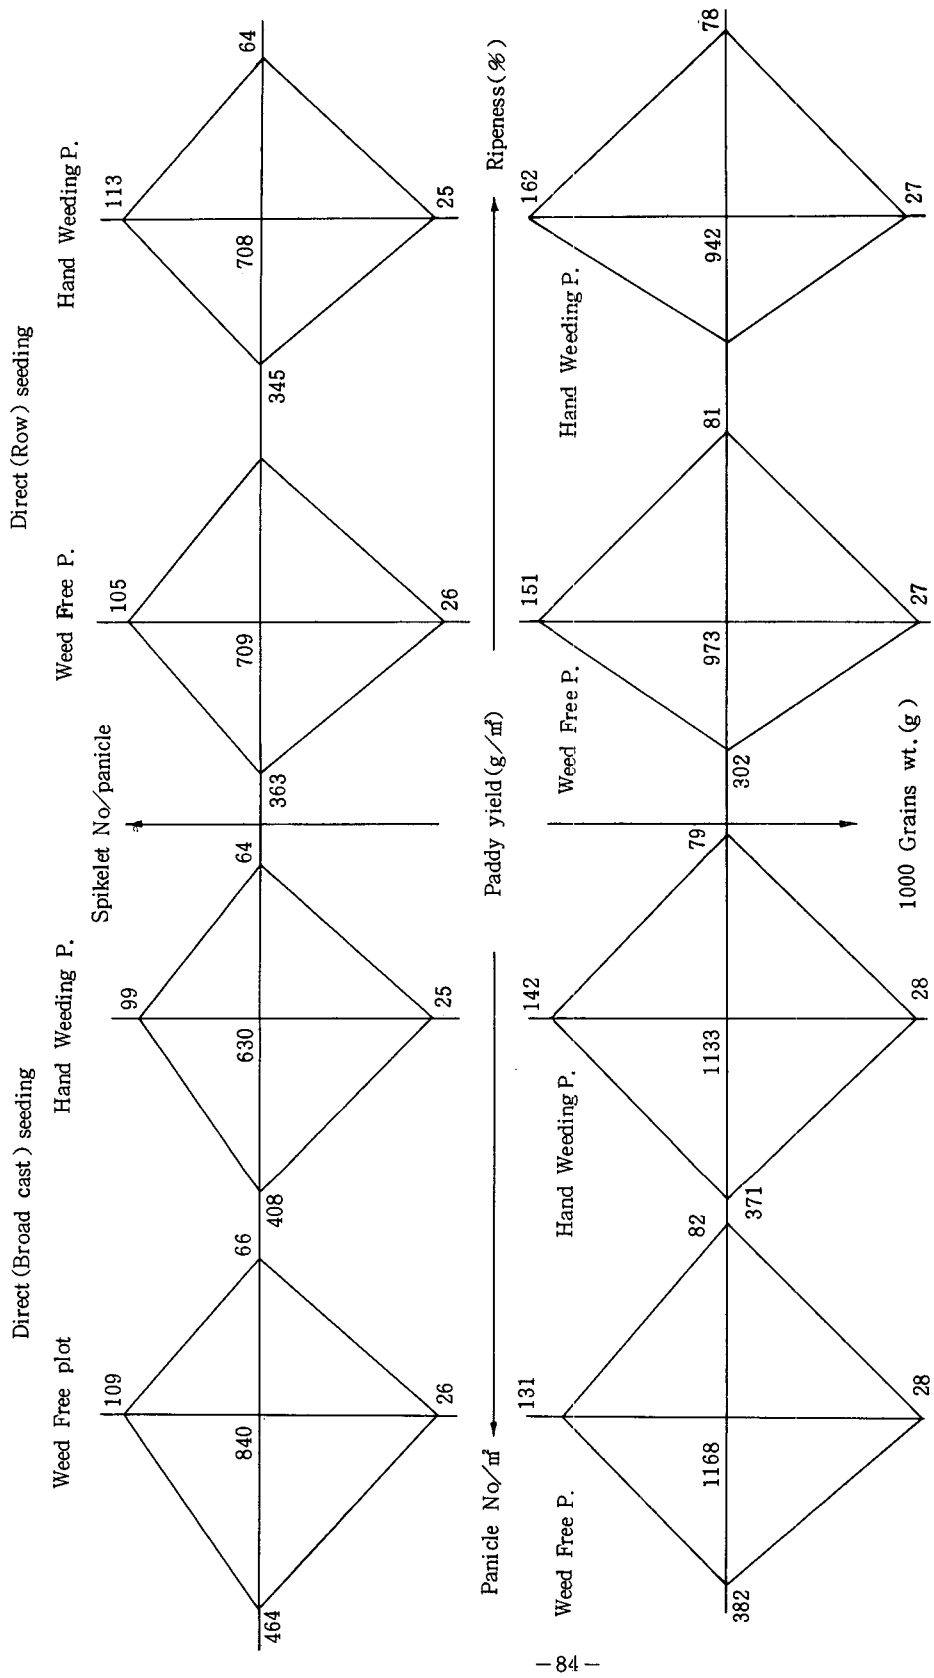 Direct (Broad cast) seeding
Direct (Row) seeding
Weed Free plot
Hand Weeding P.
Weed Free P.
Hand Weeding P.
Spikelet No/panicle
109
99
105
113
464
840
66
408
630
64
363
709
345
708
64
26
25
26
25
Panicle No/㎡
Paddy yield (g/㎡)
Ripeness (%)
Weed Free P.
Hand Weeding P.
Weed Free P.
Hand Weeding P.
131
142
151
162
382
1168
82
371
1133
79
302
973
81
942
78
28
28
27
27
1000 Grains wt. (g)
-84-